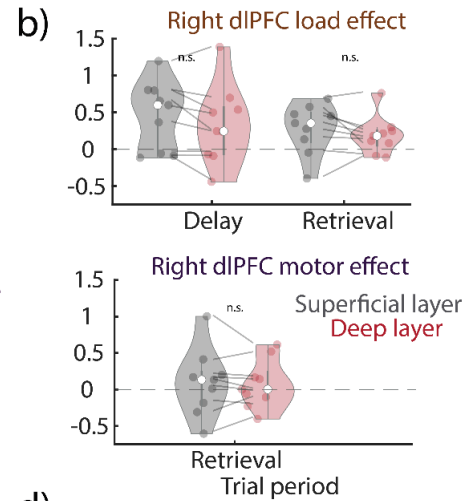 b)
Right dlPFC load effect
1.5
1
0.5
0
-0.5
n.s.
n.s.
Delay
Retrieval
Right dlPFC motor effect
1.5
1
0.5
0
-0.5
n.s.
Superficial layer
Deep layer
Retrieval
Trial period